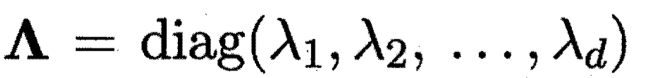 Λ = diag(λ₁, λ₂, ..., λ_d)